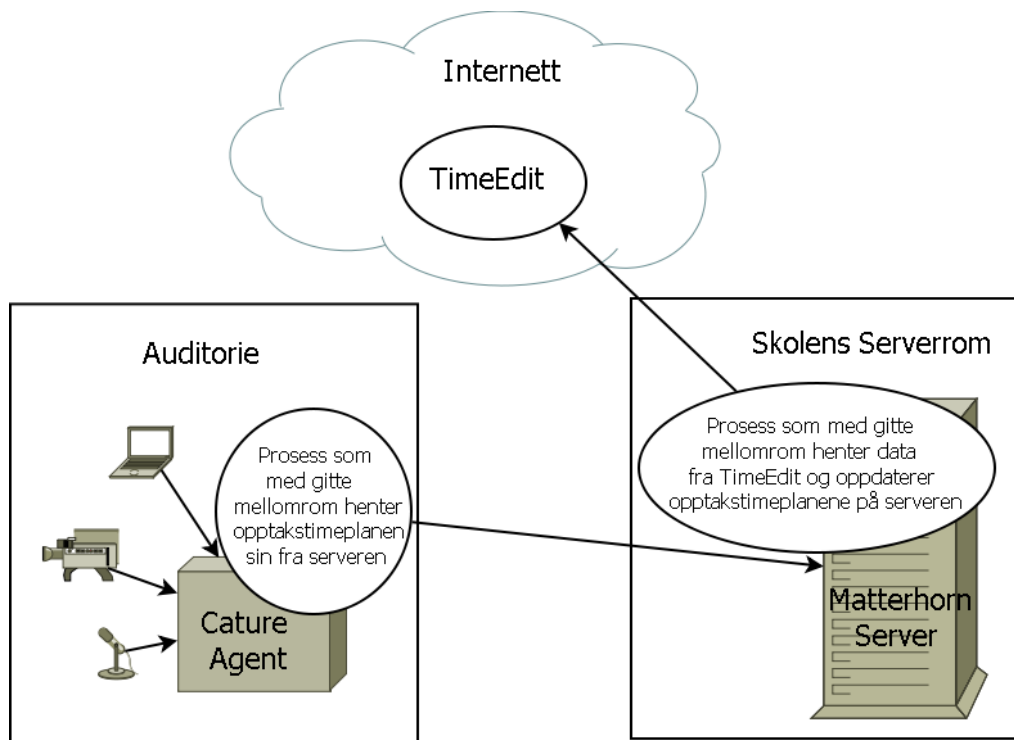 Internett
TimeEdit
Auditorie
Prosess som
med gitte
mellomrom henter
opptakstimeplanen
sin fra serveren
Cature
Agent
Skolens Serverrom
Prosess som med gitte
mellomrom henter data
fra TimeEdit og oppdaterer
opptakstimeplanene på serveren
Matterhorn
Server